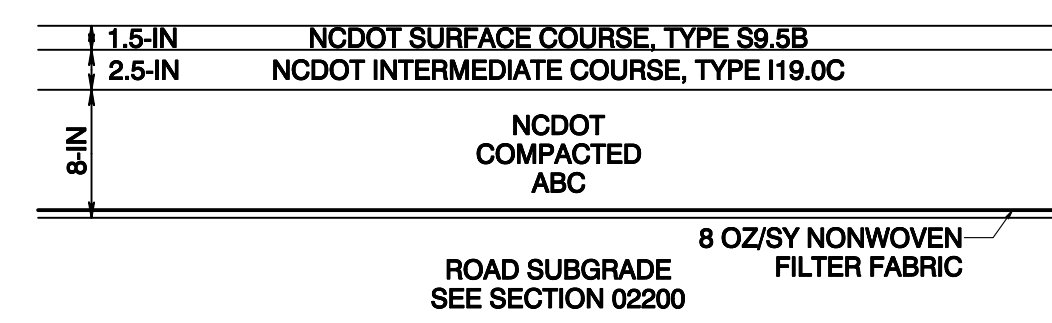 1.5-IN NCDOT SURFACE COURSE, TYPE S9.5B
2.5-IN NCDOT INTERMEDIATE COURSE, TYPE I19.0C
8-IN
NCDOT
COMPACTED
ABC
8 OZ/SY NONWOVEN
FILTER FABRIC
ROAD SUBGRADE
SEE SECTION 02200